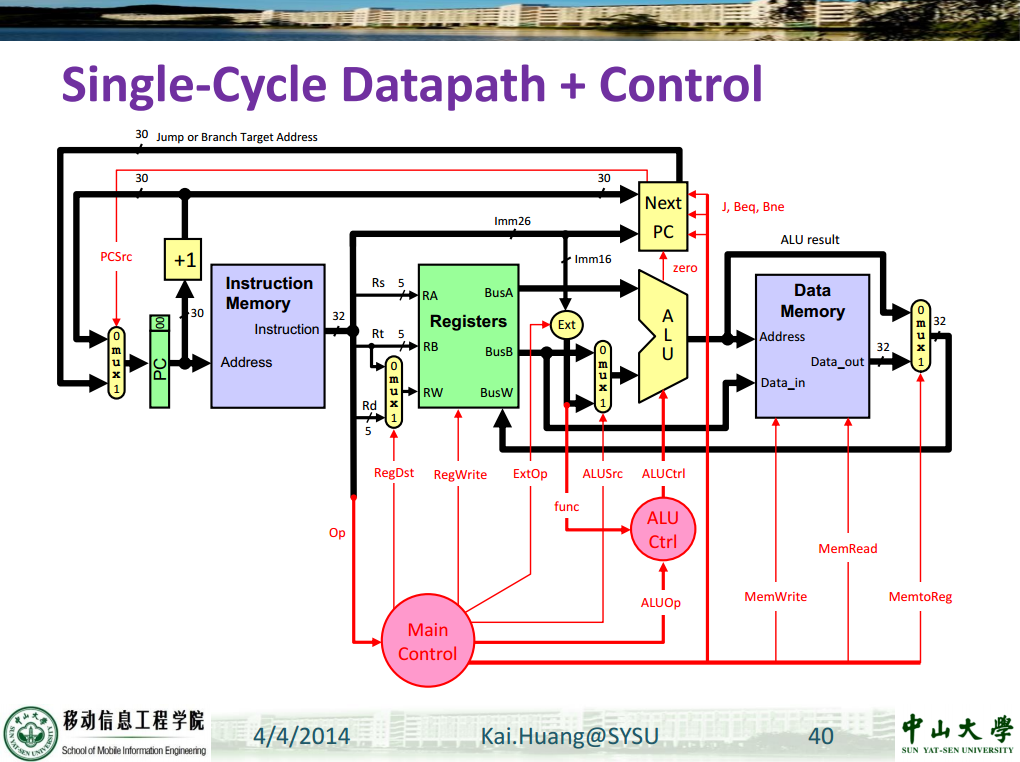 Single-Cycle Datapath + Control
30 Jump or Branch Target Address
30
30
Next
PC
J, Beq, Bne
Imm26
Imm16
zero
ALU result
PCSrc
+1
30
00
PC
0
m
u
x
1
Instruction
Memory
Instruction
Address
32
Rs 5
Rt 5
Rd
5
0
m
u
x
1
RA
BusA
Registers
RB
BusB
RW
BusW
Ext
0
m
u
x
1
A
L
U
Data
Memory
Address
Data_out
Data_in
32
0
m
u
x
1
32
RegDst
RegWrite
ExtOp
ALUSrc
ALUCtrl
func
Op
ALU
Ctrl
ALUOp
MemRead
MemWrite
MemtoReg
Main
Control
移动信息工程学院
School of Mobile Information Engineering
4/4/2014
Kai.Huang@SYSU
40
中山大學
SUN YAT-SEN UNIVERSITY